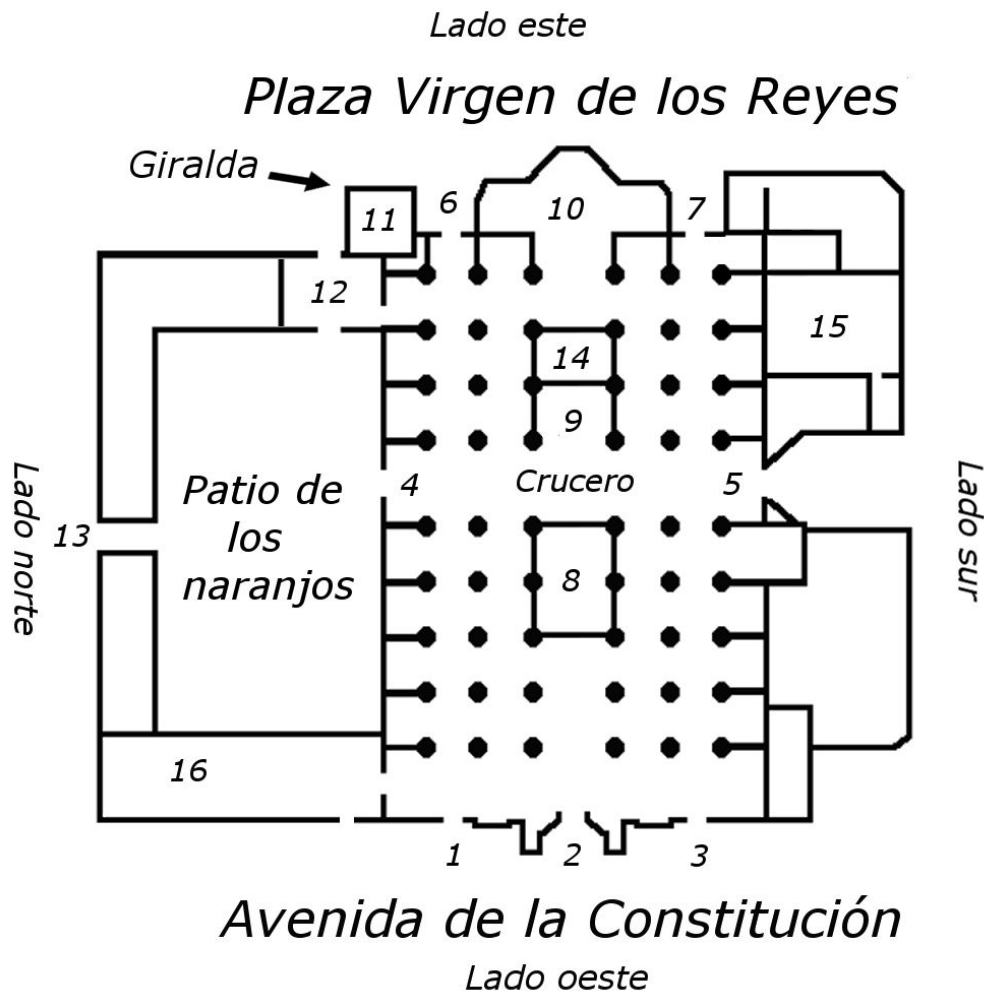 Lado este
Plaza Virgen de los Reyes
Giralda
11
6
10
7
12
14
15
9
Lado norte
13
Patio de
los
naranjos
4
Crucero
5
Lado sur
8
16
1
2
3
Avenida de la Constitución
Lado oeste